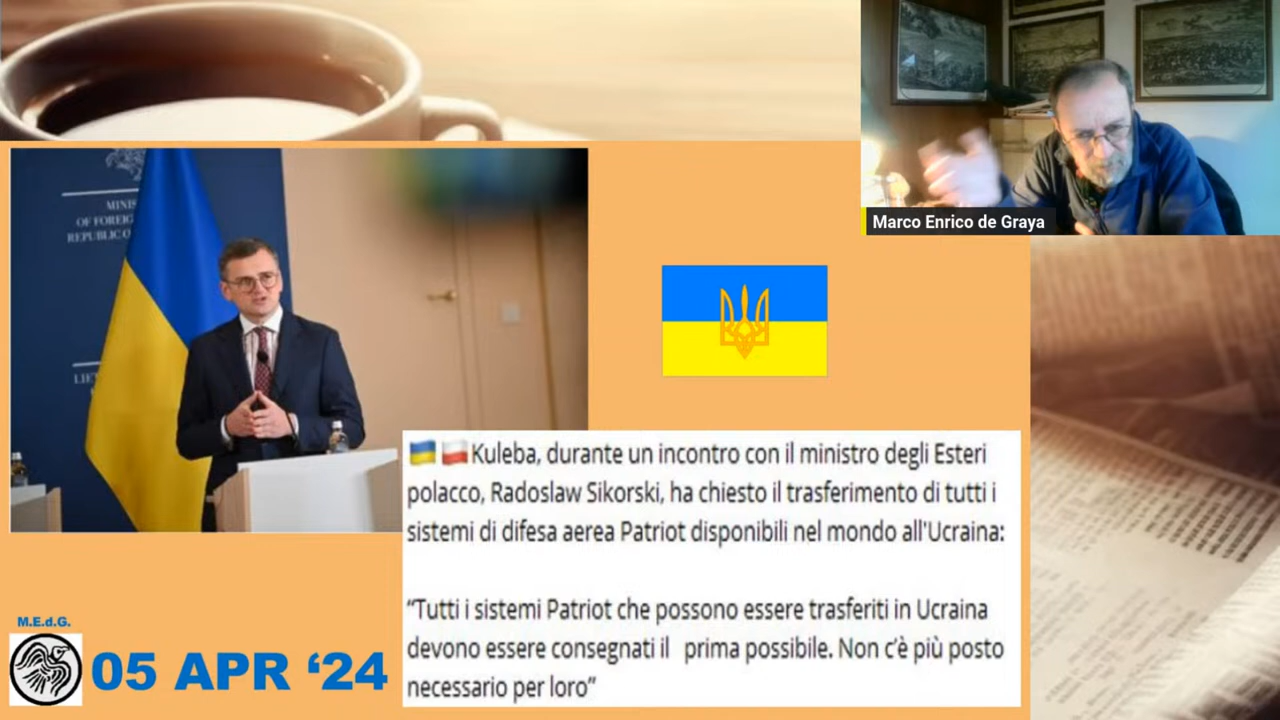 Marco Enrico de Graya
MINIS
OF FOREI
REPUBLIC O
LIE
Kuleba, durante un incontro con il ministro degli Esteri
polacco, Radoslaw Sikorski, ha chiesto il trasferimento di tutti i
sistemi di difesa aerea Patriot disponibili nel mondo all'Ucraina:
“Tutti i sistemi Patriot che possono essere trasferiti in Ucraina
devono essere consegnati il prima possibile. Non c'è più posto
necessario per loro”
M.E.d.G.
05 APR ‘24